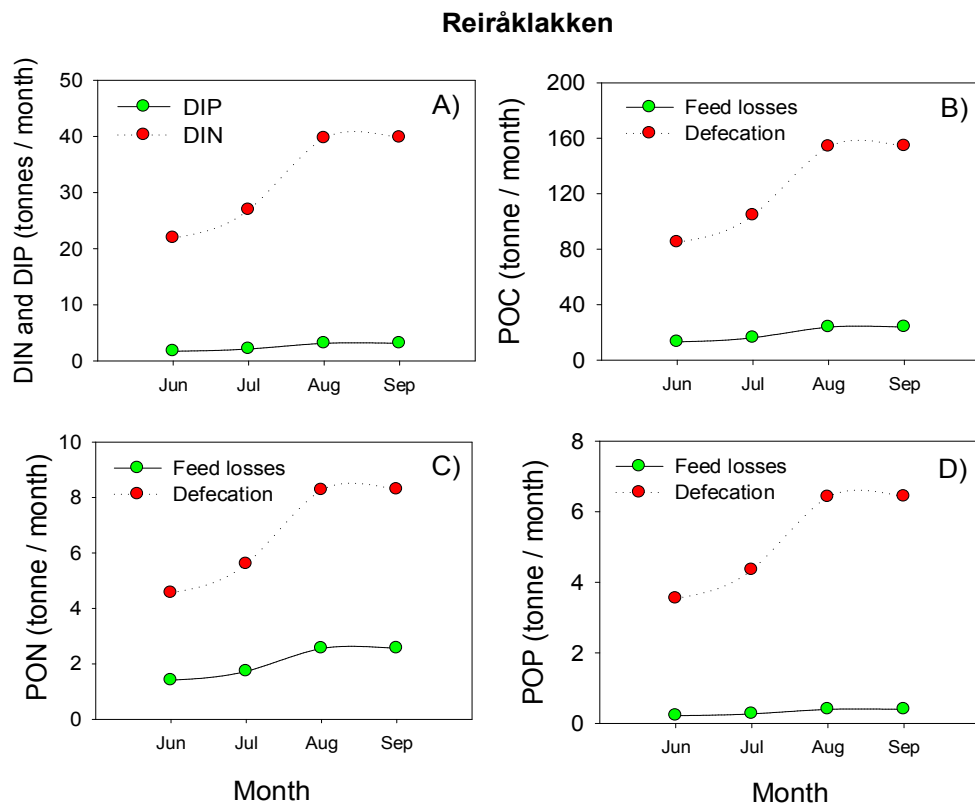 Reiråklakken
A)
DIP
DIN
DIN and DIP (tonnes / month)
50
40
30
20
10
0
Jun Jul Aug Sep
B)
Feed losses
Defecation
POC (tonne / month)
200
160
120
80
40
0
Jun Jul Aug Sep
C)
Feed losses
Defecation
PON (tonne / month)
10
8
6
4
2
0
Jun Jul Aug Sep
Month
D)
Feed losses
Defecation
POP (tonne / month)
8
6
4
2
0
Jun Jul Aug Sep
Month